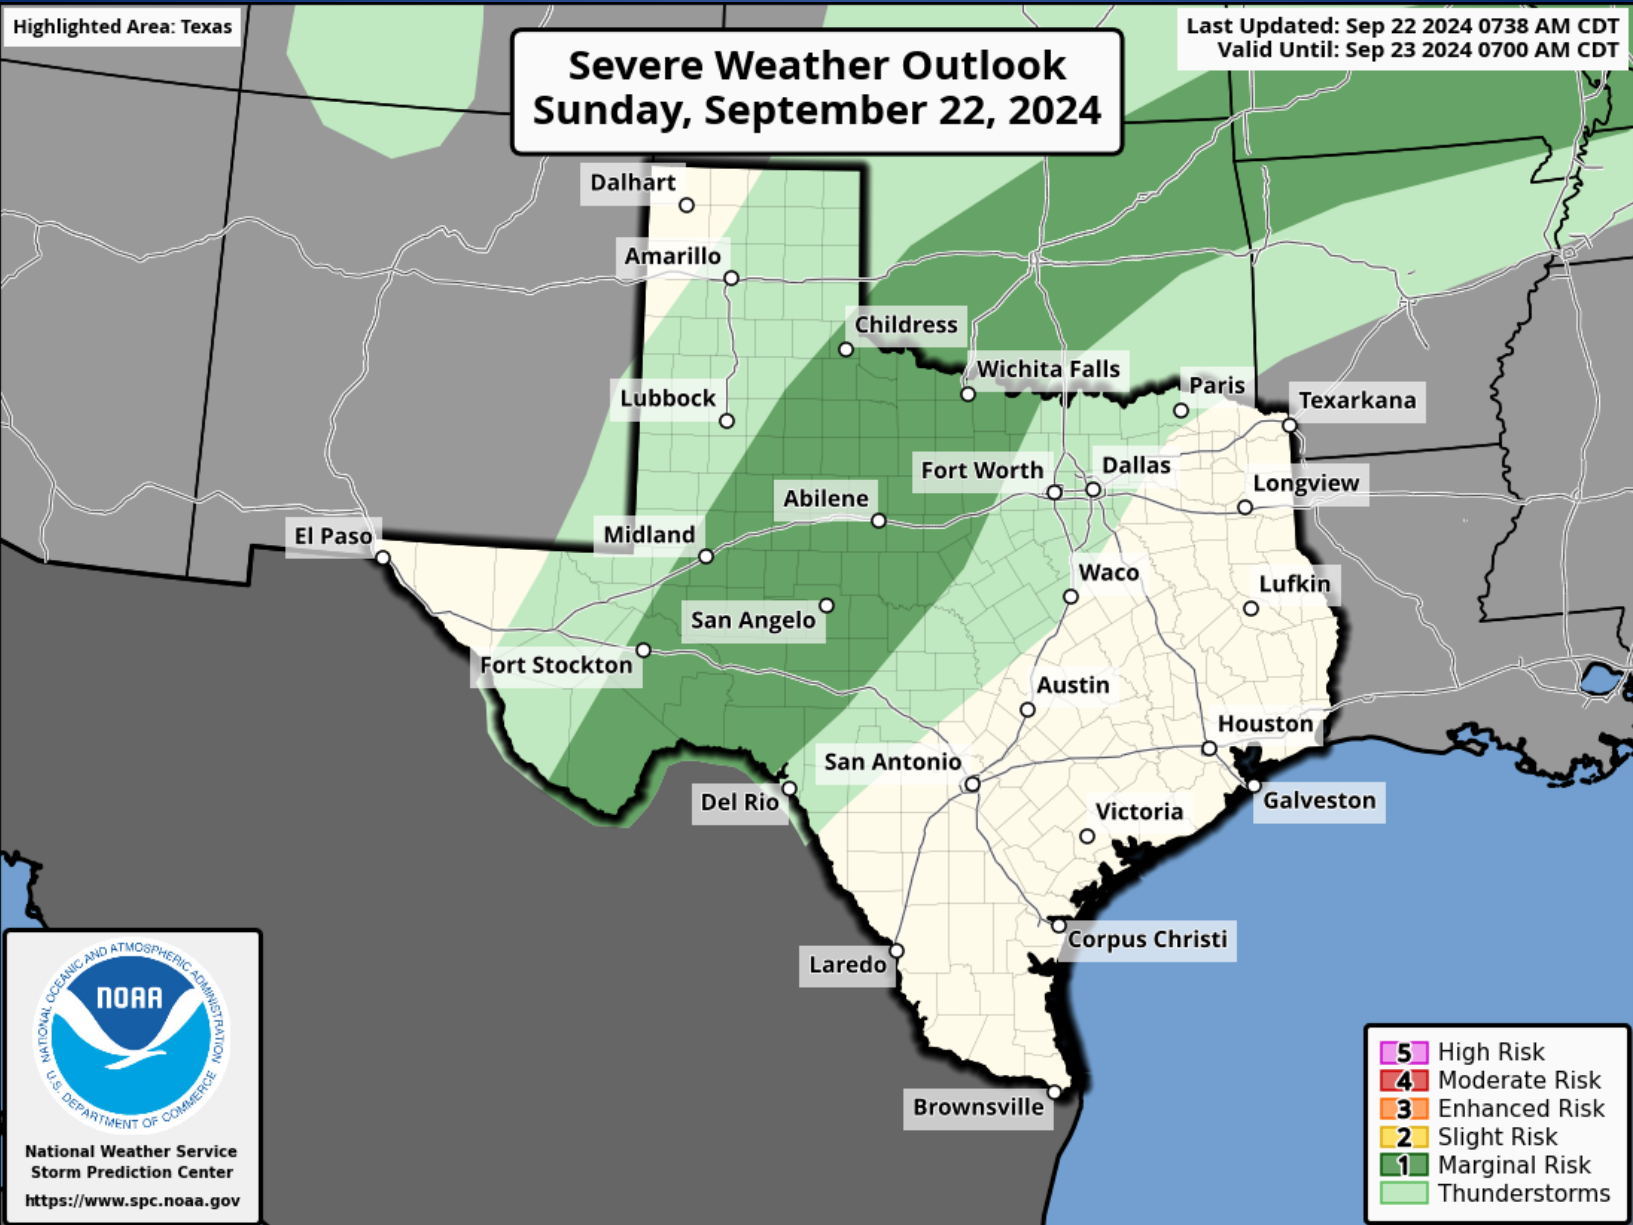 Highlighted Area: Texas
Severe Weather Outlook
Sunday, September 22, 2024
Last Updated: Sep 22 2024 0738 AM CDT
Valid Until: Sep 23 2024 0700 AM CDT
Dalhart
Amarillo
Childress
Wichita Falls
Lubbock
Paris
Texarkana
Fort Worth
Dallas
Longview
Abilene
El Paso
Midland
Waco
Lufkin
San Angelo
Fort Stockton
Austin
Houston
San Antonio
Del Rio
Galveston
Victoria
Corpus Christi
Laredo
Brownsville
NATIONAL OCEANIC AND ATMOSPHERIC ADMINISTRATION
NOAA
U.S. DEPARTMENT OF COMMERCE
National Weather Service
Storm Prediction Center
https://www.spc.noaa.gov
5 High Risk
4 Moderate Risk
3 Enhanced Risk
2 Slight Risk
1 Marginal Risk
Thunderstorms